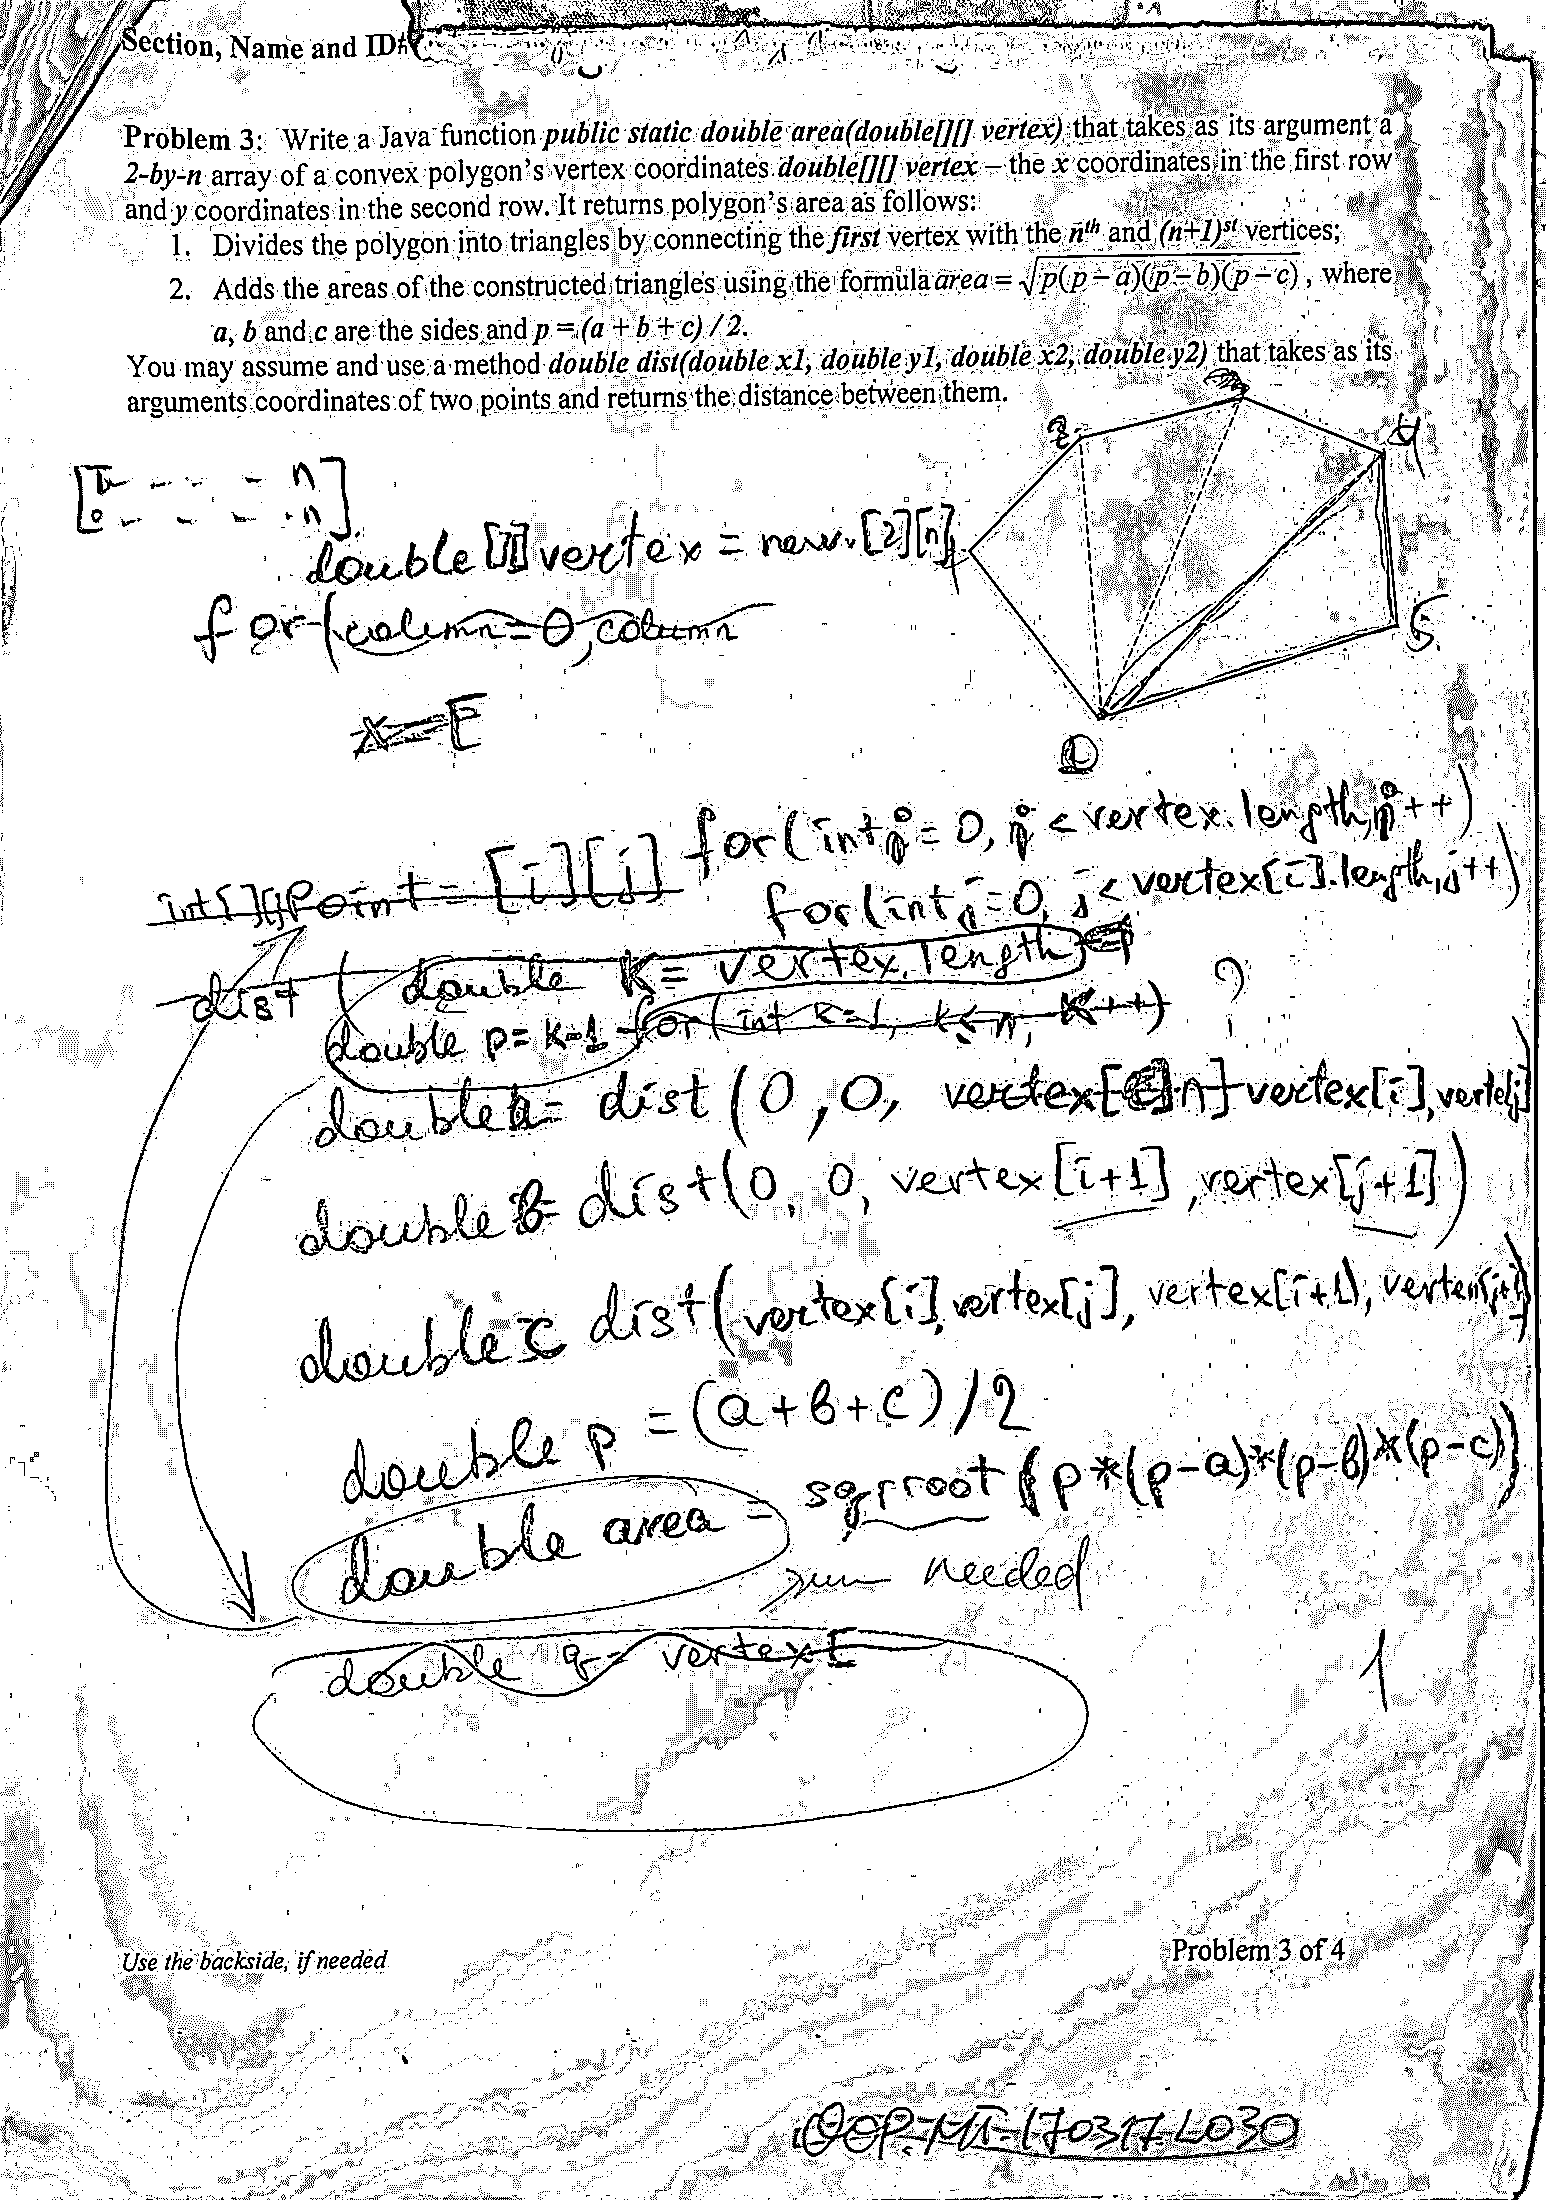 Section, Name and ID#
Problem 3: Write a Java function public static double area(double[][] vertex) that takes as its argument a
2-by-n array of a convex polygon's vertex coordinates double[][] vertex – the x coordinates in the first row
and y coordinates in the second row. It returns polygon's area as follows:
1. Divides the polygon into triangles by connecting the first vertex with the nth and (n+1)st vertices;
2. Adds the areas of the constructed triangles using the formula area = √p(p – a)(p – b)(p – c) , where
a, b and c are the sides and p = (a + b + c) / 2.
You may assume and use a method double dist(double x1, double y1, double x2, double y2) that takes as its
arguments coordinates of two points and returns the distance between them.
4
n
n
double [][] vertex = new [2][n]
5
for (column=0, column
x = [
for(int i = 0, i < vertex.length, i++)
int[][] Point = [i][j]
for(int j=0, j < vertex[i].length, j++)
dist ( double k = vertex.length
?
double p = k-1 for( int k=1, k≤n, k++)
double a = dist (0, 0, vertex[ ]n] vertex[i], verte[j])
double b = dist (0, 0, vertex [i+1], vertex[j+1])
double c dist (vertex[i], vertex[j], vertex[i+1], vertex[j+1])
double p = (a+b+c)/2
double area = sqrroot (p*(p-a)*(p-b)*(p-c))
sum needed
double q = vertex[
1
Use the backside, if needed
Problem 3 of 4
OOP.MT.170317.L030